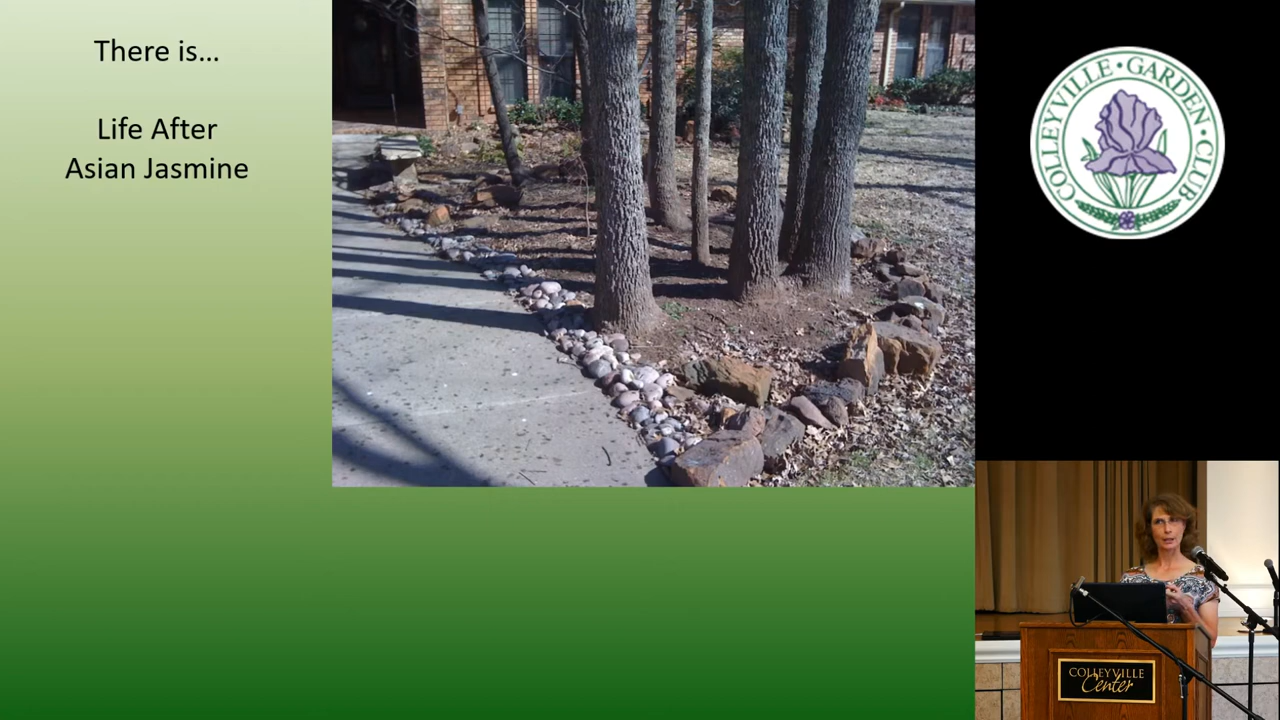 There is...
Life After
Asian Jasmine
COLLEYVILLE • GARDEN • CLUB
COLLEYVILLE
Center